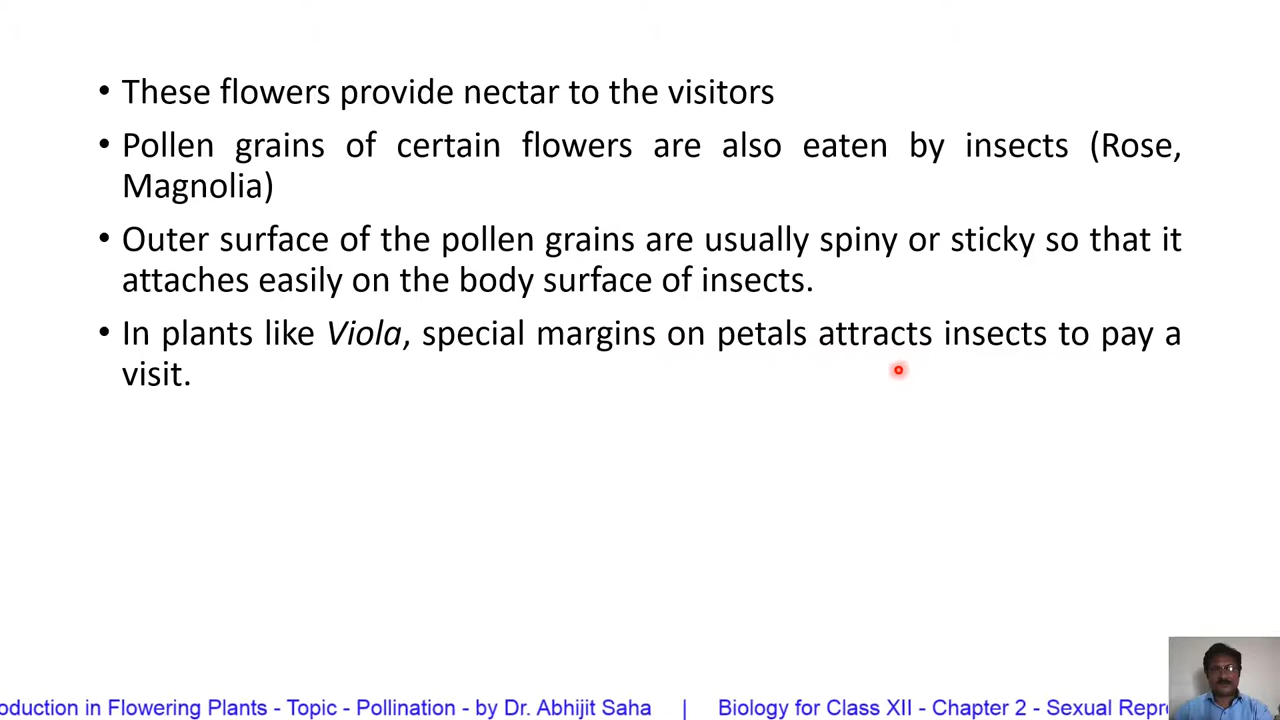 • These flowers provide nectar to the visitors
• Pollen grains of certain flowers are also eaten by insects (Rose,
Magnolia)
• Outer surface of the pollen grains are usually spiny or sticky so that it
attaches easily on the body surface of insects.
• In plants like Viola, special margins on petals attracts insects to pay a
visit.
oduction in Flowering Plants - Topic - Pollination - by Dr. Abhijit Saha | Biology for Class XII - Chapter 2 - Sexual Repr